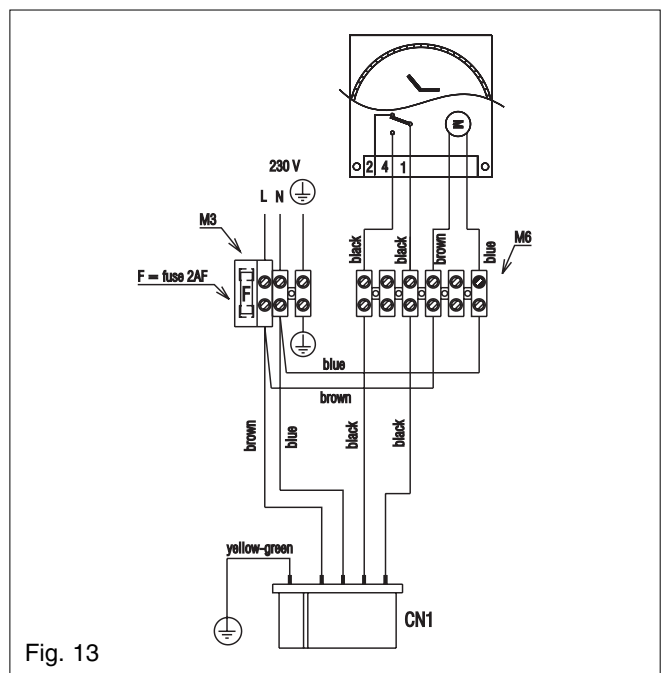 M
2 4 1
230 V
L N
M3
F = fuse 2AF
F
black
black
brown
blue
M6
blue
brown
brown
blue
black
black
yellow-green
CN1
Fig. 13